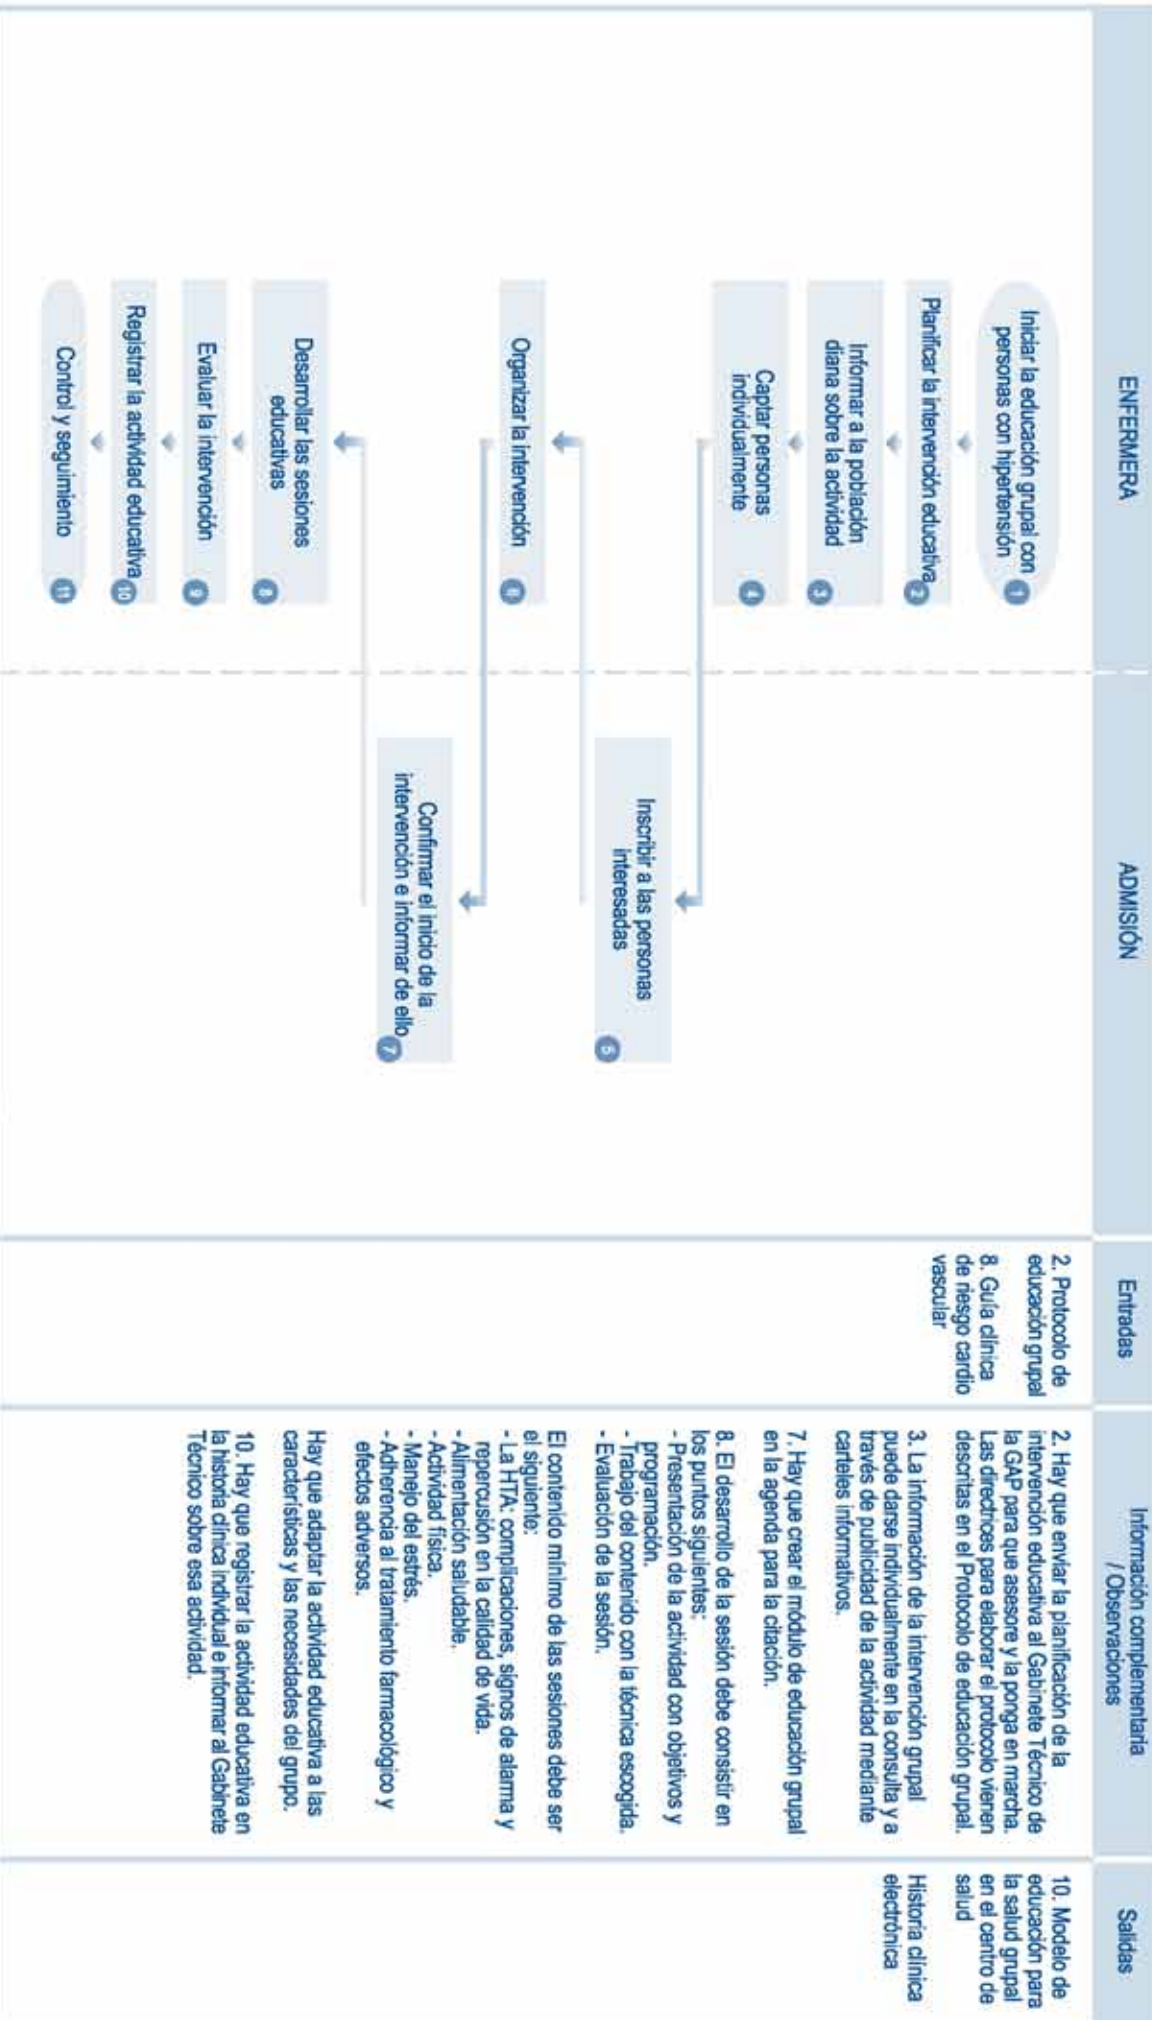 ENFERMERA
Iniciar la educación grupal con
personas con hipertensión
1
Planificar la intervención educativa
2
Informar a la población
diana sobre la actividad
3
Captar personas
individualmente
4
Organizar la intervención
6
Desarrollar las sesiones
educativas
8
Evaluar la intervención
9
Registrar la actividad educativa
10
Control y seguimiento
11
ADMISIÓN
Inscribir a las personas
interesadas
5
Confirmar el inicio de la
intervención e informar de ello
7
Entradas
2. Protocolo de
educación grupal
8. Guía clínica
de riesgo cardio
vascular
Información complementaria
/ Observaciones
2. Hay que enviar la planificación de la
intervención educativa al Gabinete Técnico de
la GAP para que asesore y la ponga en marcha.
Las directrices para elaborar el protocolo vienen
descritas en el Protocolo de educación grupal.
3. La información de la intervención grupal
puede darse individualmente en la consulta y a
través de publicidad de la actividad mediante
carteles informativos.
7. Hay que crear el módulo de educación grupal
en la agenda para la citación.
8. El desarrollo de la sesión debe consistir en
los puntos siguientes:
- Presentación de la actividad con objetivos y
programación.
- Trabajo del contenido con la técnica escogida.
- Evaluación de la sesión.
El contenido mínimo de las sesiones debe ser
el siguiente:
- La HTA: complicaciones, signos de alarma y
repercusión en la calidad de vida.
- Alimentación saludable.
- Actividad física.
- Manejo del estrés.
- Adherencia al tratamiento farmacológico y
efectos adversos.
Hay que adaptar la actividad educativa a las
características y las necesidades del grupo.
10. Hay que registrar la actividad educativa en
la historia clínica individual e informar al Gabinete
Técnico sobre esa actividad.
Salidas
10. Modelo de
educación para
la salud grupal
en el centro de
salud
Historia clínica
electrónica